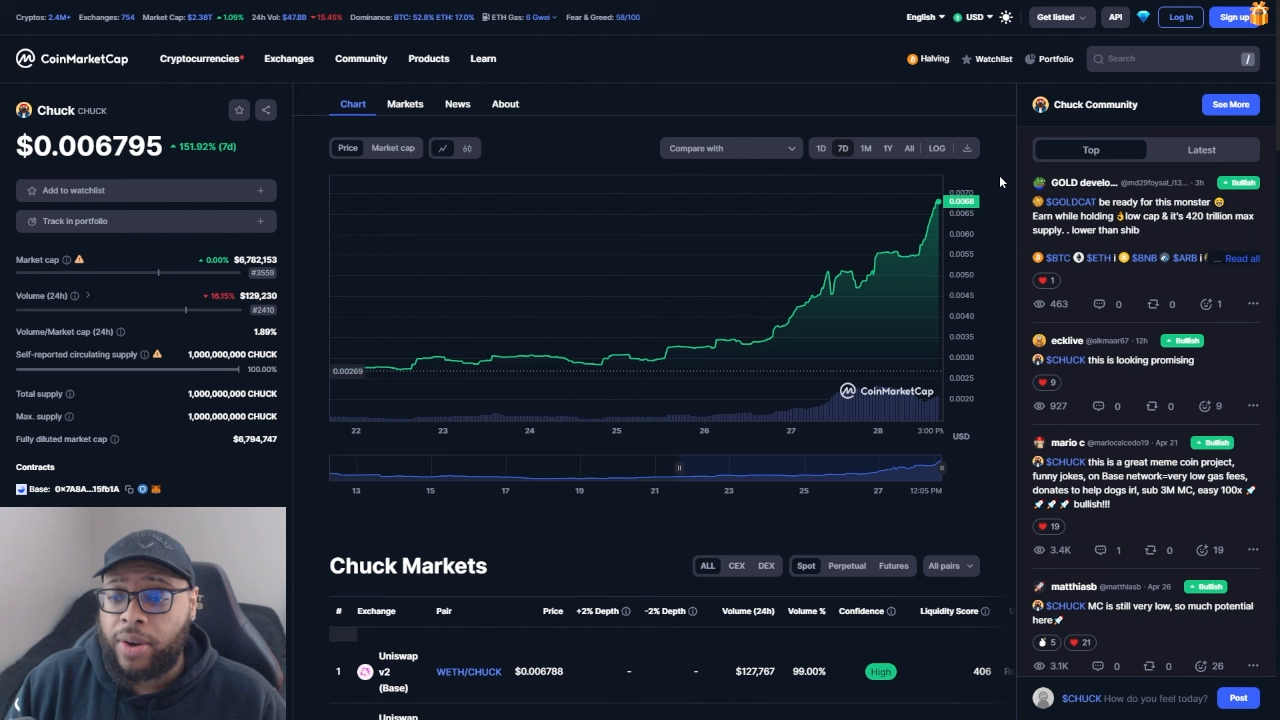 Cryptos: 2.4M+ Exchanges: 754 Market Cap: $2.38T 1.09% 24h Vol: $47.8B 15.45% Dominance: BTC: 52.8% ETH: 17.0% ETH Gas: 6 Gwei Fear & Greed: 58/100
English USD Get listed API Log In Sign up
CoinMarketCap Cryptocurrencies Exchanges Community Products Learn
Halving Watchlist Portfolio Search /
Chuck CHUCK
$0.006795 151.92% (7d)
Add to watchlist +
Track in portfolio +
Market cap 0.00% $6,782,153
#3559
Volume (24h) 16.15% $129,230
#2410
Volume/Market cap (24h) 1.89%
Self-reported circulating supply 1,000,000,000 CHUCK
100.00%
Total supply 1,000,000,000 CHUCK
Max. supply 1,000,000,000 CHUCK
Fully diluted market cap $6,794,747
Contracts
Base: 0x7A8A...15fb1A
Chart Markets News About
Price Market cap Compare with 1D 7D 1M 1Y All LOG
0.0070
0.0068
0.0065
0.0060
0.0055
0.0050
0.0045
0.0040
0.0035
0.0030
0.00269
0.0025
0.0020
CoinMarketCap
22 23 24 25 26 27 28 3:00 PM
USD
13 15 17 19 21 23 25 27 12:05 PM
Chuck Markets ALL CEX DEX Spot Perpetual Futures All pairs
# Exchange Pair Price +2% Depth -2% Depth Volume (24h) Volume % Confidence Liquidity Score
1 Uniswap v2 (Base) WETH/CHUCK $0.006788 - - $127,767 99.00% High 406
Uniswap
Chuck Community See More
Top Latest
GOLD develo... @md29foysal_l13... · 3h Bullish
$GOLDCAT be ready for this monster
Earn while holding low cap & it's 420 trillion max
supply. . lower than shib
$BTC $ETH $BNB $ARB ... Read all
1
463 0 0 1
ecklive @alkmaar67 · 12h Bullish
$CHUCK this is looking promising
9
927 0 0 9
mario c @mariocalcedo19 · Apr 21 Bullish
$CHUCK this is a great meme coin project,
funny jokes, on Base network=very low gas fees,
donates to help dogs irl, sub 3M MC, easy 100x
bullish!!!
19
3.4K 1 0 19
matthiasb @matthiasb · Apr 26 Bullish
$CHUCK MC is still very low, so much potential
here
5 21
3.1K 0 0 26
$CHUCK How do you feel today? Post